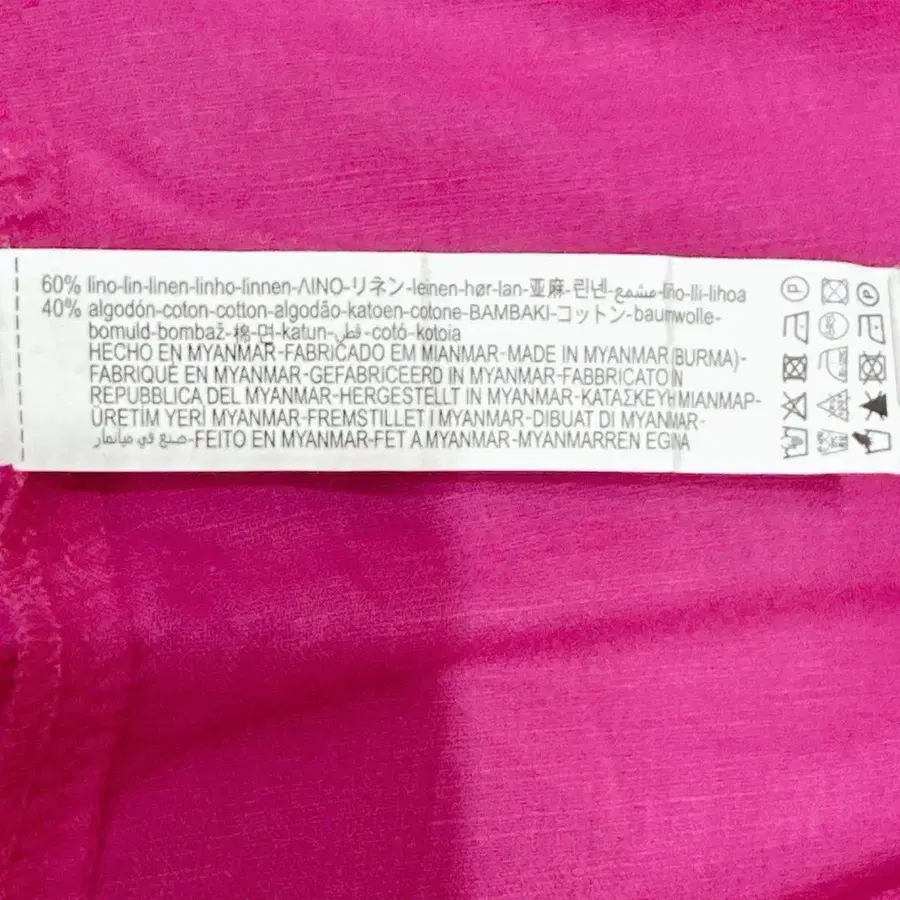 60% lino-lin-linen-linho-linnen-ΛΙΝΟ-リネン-leinen-hør-lan-亜麻-린넨-مشمع-lino-lli-lihoa
40% algodón-coton-cotton-algodão-katoen-cotone-BAMBAKI-コットン-baumwolle-
bomuld-bombaž-棉-면-katun-قطن-cotó-kotoia
HECHO EN MYANMAR-FABRICADO EM MIANMAR-MADE IN MYANMAR (BURMA)-
FABRIQUÉ EN MYANMAR-GEFABRICEERD IN MYANMAR-FABBRICATO IN
REPUBBLICA DEL MYANMAR-HERGESTELLT IN MYANMAR-ΚΑΤΑΣΚΕΥΗ ΜΙΑΝΜΑΡ-
ÜRETİM YERİ MYANMAR-FREMSTILLET I MYANMAR-DIBUAT DI MYANMAR-
صنع في ميانمار-FEITO EN MYANMAR-FET A MYANMAR-MYANMARREN EGINA
P P